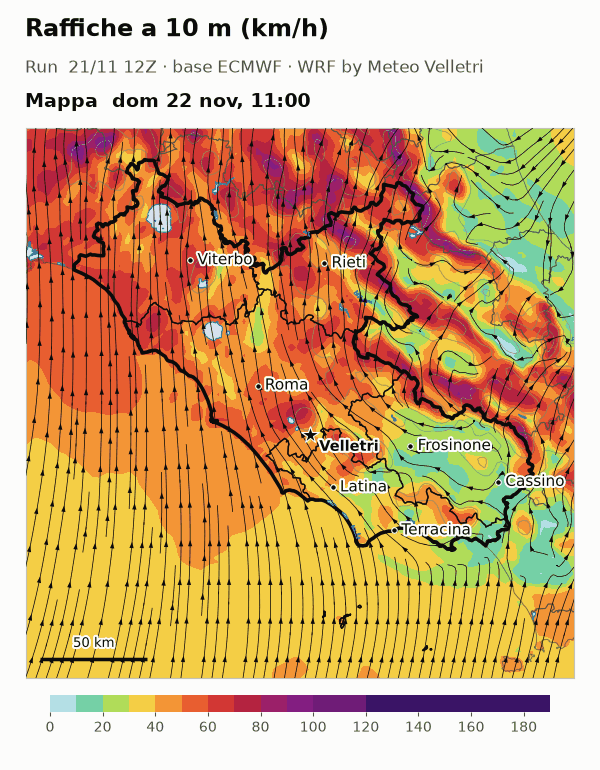 Raffiche a 10 m (km/h)
Run  21/11 12Z · base ECMWF · WRF by Meteo Velletri
Mappa  dom 22 nov, 11:00
Viterbo
Rieti
Roma
Velletri
Frosinone
Latina
Cassino
Terracina
50 km
0 20 40 60 80 100 120 140 160 180